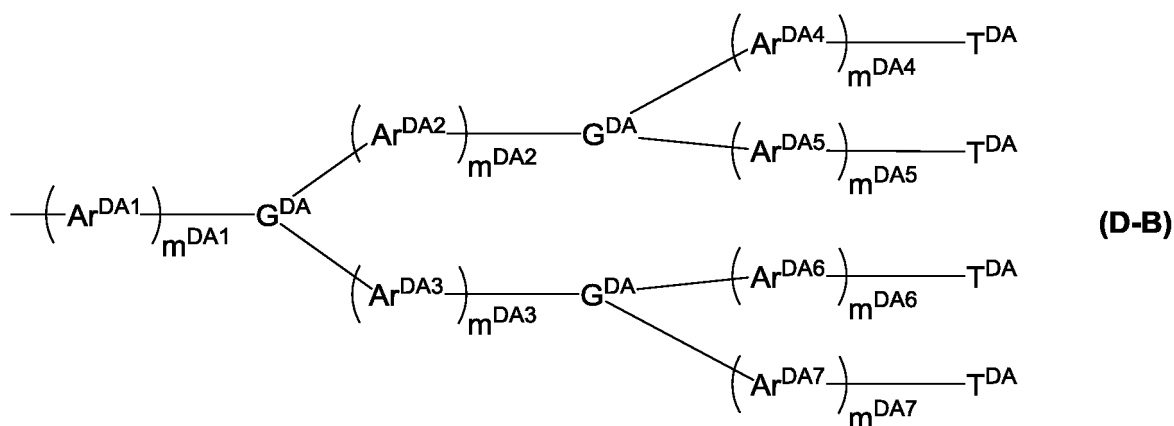 (Ar^DA4)m^DA4 T^DA
(Ar^DA2)m^DA2 G^DA (Ar^DA5)m^DA5 T^DA
(Ar^DA1)m^DA1 G^DA (D-B)
(Ar^DA3)m^DA3 G^DA (Ar^DA6)m^DA6 T^DA
(Ar^DA7)m^DA7 T^DA